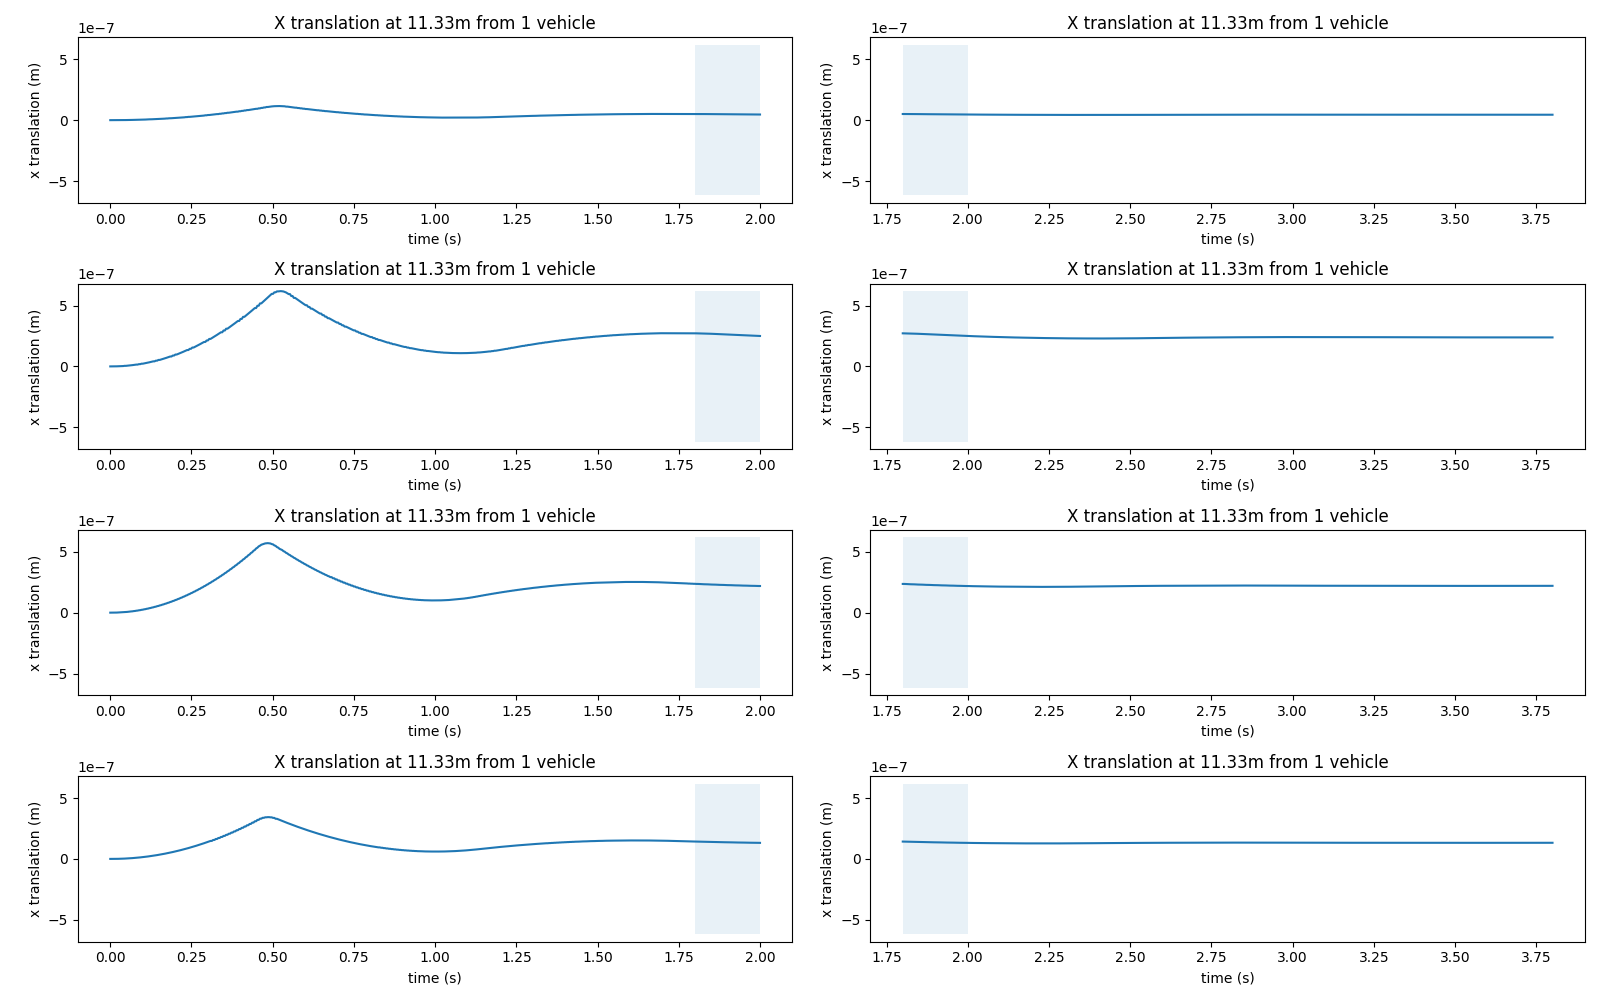 X translation at 11.33m from 1 vehicle
1e−7
x translation (m)
5
0
−5
0.00 0.25 0.50 0.75 1.00 1.25 1.50 1.75 2.00
time (s)
X translation at 11.33m from 1 vehicle
1e−7
x translation (m)
5
0
−5
1.75 2.00 2.25 2.50 2.75 3.00 3.25 3.50 3.75
time (s)
X translation at 11.33m from 1 vehicle
1e−7
x translation (m)
5
0
−5
0.00 0.25 0.50 0.75 1.00 1.25 1.50 1.75 2.00
time (s)
X translation at 11.33m from 1 vehicle
1e−7
x translation (m)
5
0
−5
1.75 2.00 2.25 2.50 2.75 3.00 3.25 3.50 3.75
time (s)
X translation at 11.33m from 1 vehicle
1e−7
x translation (m)
5
0
−5
0.00 0.25 0.50 0.75 1.00 1.25 1.50 1.75 2.00
time (s)
X translation at 11.33m from 1 vehicle
1e−7
x translation (m)
5
0
−5
1.75 2.00 2.25 2.50 2.75 3.00 3.25 3.50 3.75
time (s)
X translation at 11.33m from 1 vehicle
1e−7
x translation (m)
5
0
−5
0.00 0.25 0.50 0.75 1.00 1.25 1.50 1.75 2.00
time (s)
X translation at 11.33m from 1 vehicle
1e−7
x translation (m)
5
0
−5
1.75 2.00 2.25 2.50 2.75 3.00 3.25 3.50 3.75
time (s)